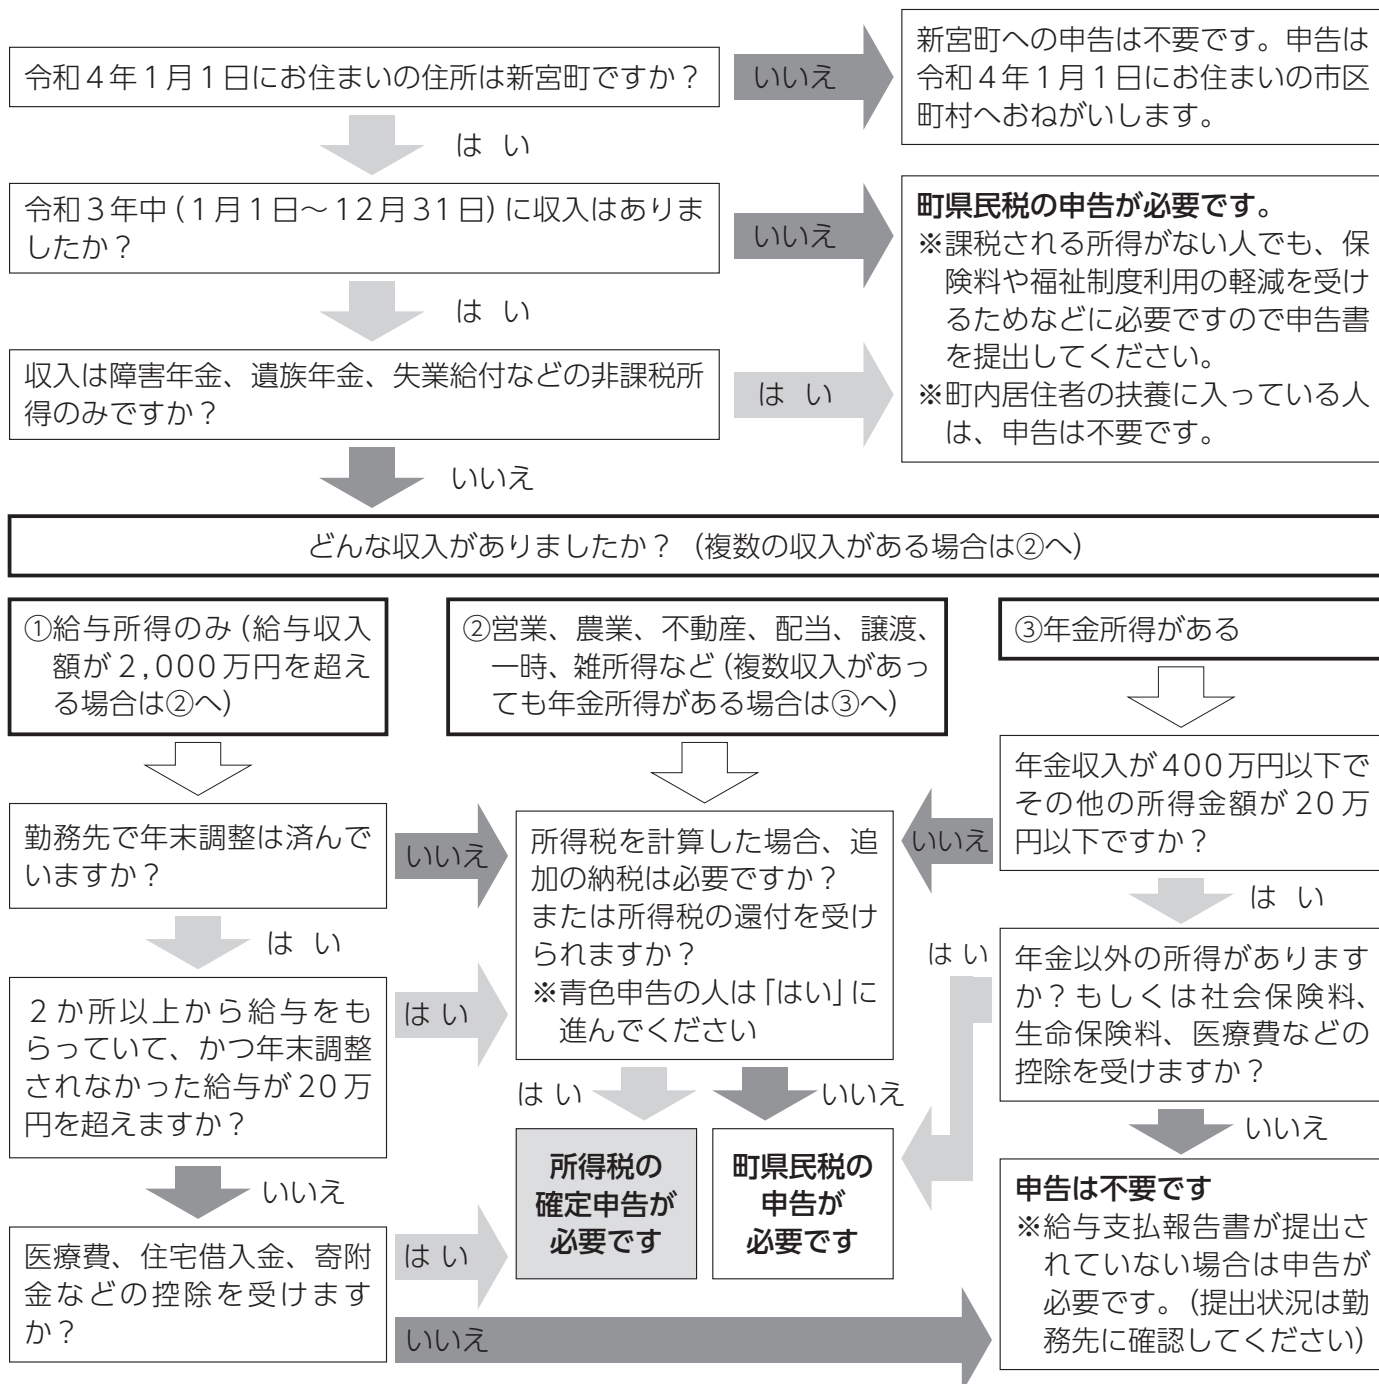 令和４年１月１日にお住まいの住所は新宮町ですか？
いいえ
新宮町への申告は不要です。申告は
令和４年１月１日にお住まいの市区
町村へおねがいします。
はい
令和３年中（１月１日～１２月３１日）に収入はありま
したか？
いいえ
町県民税の申告が必要です。
※課税される所得がない人でも、保
険料や福祉制度利用の軽減を受け
るためなどに必要ですので申告書
を提出してください。
※町内居住者の扶養に入っている人
は、申告は不要です。
はい
収入は障害年金、遺族年金、失業給付などの非課税所
得のみですか？
はい
いいえ
どんな収入がありましたか？（複数の収入がある場合は②へ）
①給与所得のみ（給与収入
額が２,０００万円を超え
る場合は②へ）
②営業、農業、不動産、配当、譲渡、
一時、雑所得など（複数収入があっ
ても年金所得がある場合は③へ）
③年金所得がある
勤務先で年末調整は済んで
いますか？
いいえ
所得税を計算した場合、追
加の納税は必要ですか？
または所得税の還付を受け
られますか？
※青色申告の人は「はい」に
進んでください
いいえ
年金収入が４００万円以下で
その他の所得金額が２０万
円以下ですか？
はい
はい
２か所以上から給与をも
らっていて、かつ年末調整
されなかった給与が２０万
円を超えますか？
はい
はい
年金以外の所得があります
か？もしくは社会保険料、
生命保険料、医療費などの
控除を受けますか？
はい
いいえ
いいえ
いいえ
医療費、住宅借入金、寄附
金などの控除を受けます
か？
はい
いいえ
所得税の
確定申告が
必要です
町県民税の
申告が
必要です
申告は不要です
※給与支払報告書が提出さ
れていない場合は申告が
必要です。（提出状況は勤
務先に確認してください）